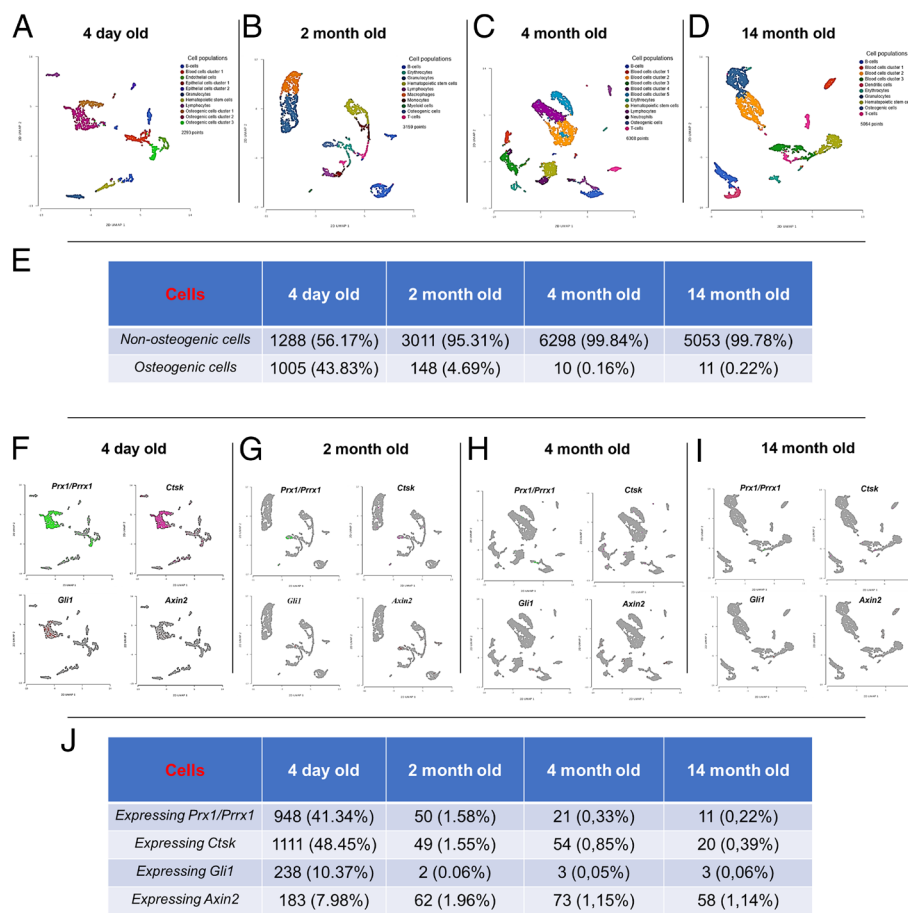 A
4 day old
Cell populations
B-cells
Blood cells cluster 1
Endothelial cells
Epithelial cells cluster 1
Epithelial cells cluster 2
Granulocytes
Hematopoietic stem cells
Lymphocytes
Osteogenic cells cluster 1
Osteogenic cells cluster 2
Osteogenic cells cluster 3
2293 points
2D UMAP 1
B
2 month old
Cell populations
B-cells
Erythrocytes
Granulocytes
Hematopoietic stem cells
Lymphocytes
Macrophages
Monocytes
Myeloid cells
Osteogenic cells
T-cells
3159 points
2D UMAP 1
C
4 month old
Cell populations
B-cells
Blood cells cluster 1
Blood cells cluster 2
Blood cells cluster 3
Blood cells cluster 4
Blood cells cluster 5
Erythrocytes
Hematopoietic stem cells
Lymphocytes
Neutrophils
Osteogenic cells
T-cells
2D UMAP 1
D
14 month old
Cell populations
B-cells
Blood cells cluster 1
Blood cells cluster 2
Blood cells cluster 3
Dendritic cells
Erythrocytes
Granulocytes
Hematopoietic stem ce
Osteogenic cells
T-cells
5064 points
2D UMAP 1
E
Cells 4 day old 2 month old 4 month old 14 month old
Non-osteogenic cells 1288 (56.17%) 3011 (95.31%) 6298 (99.84%) 5053 (99.78%)
Osteogenic cells 1005 (43.83%) 148 (4.69%) 10 (0.16%) 11 (0.22%)
F
4 day old
Prx1/Prrx1 Ctsk
Gli1 Axin2
G
2 month old
Prx1/Prrx1 Ctsk
Gli1 Axin2
H
4 month old
Prx1/Prrx1 Ctsk
Gli1 Axin2
I
14 month old
Prx1/Prrx1 Ctsk
Gli1 Axin2
J
Cells 4 day old 2 month old 4 month old 14 month old
Expressing Prx1/Prrx1 948 (41.34%) 50 (1.58%) 21 (0,33%) 11 (0,22%)
Expressing Ctsk 1111 (48.45%) 49 (1.55%) 54 (0,85%) 20 (0,39%)
Expressing Gli1 238 (10.37%) 2 (0.06%) 3 (0,05%) 3 (0,06%)
Expressing Axin2 183 (7.98%) 62 (1.96%) 73 (1,15%) 58 (1,14%)